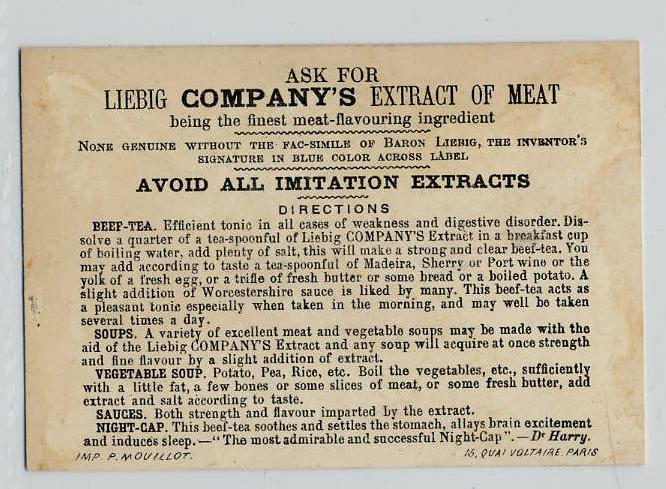 ASK FOR
LIEBIG COMPANY'S EXTRACT OF MEAT
being the finest meat-flavouring ingredient
NONE GENUINE WITHOUT THE FAC-SIMILE OF BARON LIEBIG, THE INVENTOR'S
SIGNATURE IN BLUE COLOR ACROSS LABEL
AVOID ALL IMITATION EXTRACTS
DIRECTIONS
BEEF-TEA. Efficient tonic in all cases of weakness and digestive disorder. Dis-
solve a quarter of a tea-spoonful of Liebig COMPANY'S Extract in a breakfast cup
of boiling water, add plenty of salt, this will make a strong and clear beef-tea. You
may add according to taste a tea-spoonful of Madeira, Sherry or Port wine or the
yolk of a fresh egg, or a trifle of fresh butter or some bread or a boiled potato. A
slight addition of Worcestershire sauce is liked by many. This beef-tea acts as
a pleasant tonic especially when taken in the morning, and may well be taken
several times a day.
SOUPS. A variety of excellent meat and vegetable soups may be made with the
aid of the Liebig COMPANY'S Extract and any soup will acquire at once strength
and fine flavour by a slight addition of extract.
VEGETABLE SOUP. Potato, Pea, Rice, etc. Boil the vegetables, etc., sufficiently
with a little fat, a few bones or some slices of meat, or some fresh butter, add
extract and salt according to taste.
SAUCES. Both strength and flavour imparted by the extract.
NIGHT-CAP. This beef-tea soothes and settles the stomach, allays brain excitement
and induces sleep.—"The most admirable and successful Night-Cap".—Dr Harry.
IMP. P. MOUILLOT. 15, QUAI VOLTAIRE. PARIS